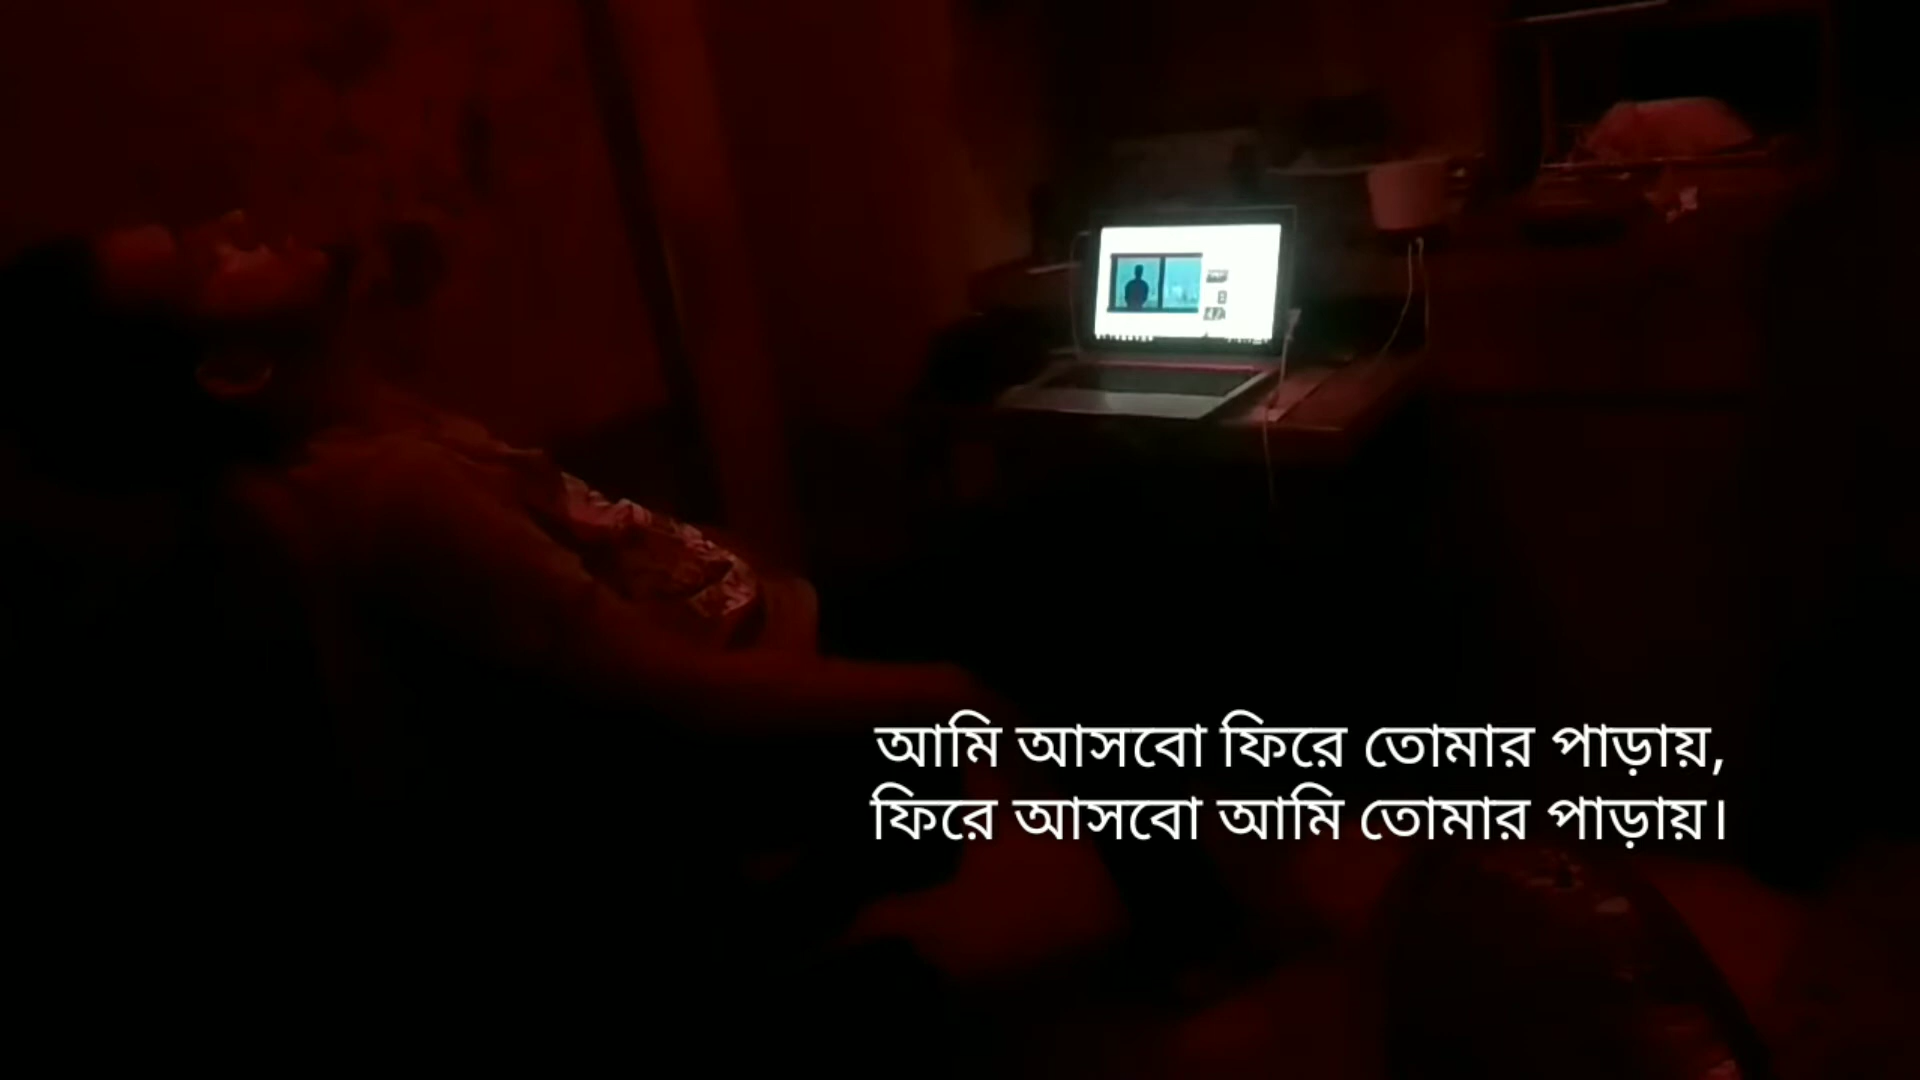 আমি আসবো ফিরে তোমার পাড়ায়,
ফিরে আসবো আমি তোমার পাড়ায়।